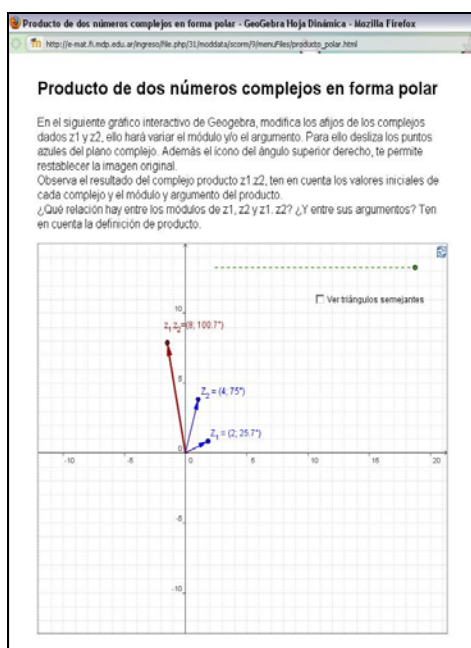 Producto de dos números complejos en forma polar - GeoGebra Hoja Dinámica - Mozilla Firefox
http://e-mat.fi.mdp.edu.ar/ingreso/file.php/31/moddata/scorm/9/menuFiles/producto_polar.html
Producto de dos números complejos en forma polar
En el siguiente gráfico interactivo de Geogebra, modifica los afijos de los complejos
dados z1 y z2, ello hará variar el módulo y/o el argumento. Para ello desliza los puntos
azules del plano complejo. Además el ícono del ángulo superior derecho, te permite
restablecer la imagen original.
Observa el resultado del complejo producto z1.z2, ten en cuenta los valores iniciales de
cada complejo y el módulo y argumento del producto.
¿Qué relación hay entre los módulos de z1, z2 y z1. z2? ¿Y entre sus argumentos? Ten
en cuenta la definición de producto.
Ver triángulos semejantes
10
z₁.z₂=(8; 100.7°)
5
Z₂ = (4; 75°)
Z₁ = (2; 25.7°)
-10 -5 0 5 10 15 20
-5
-10